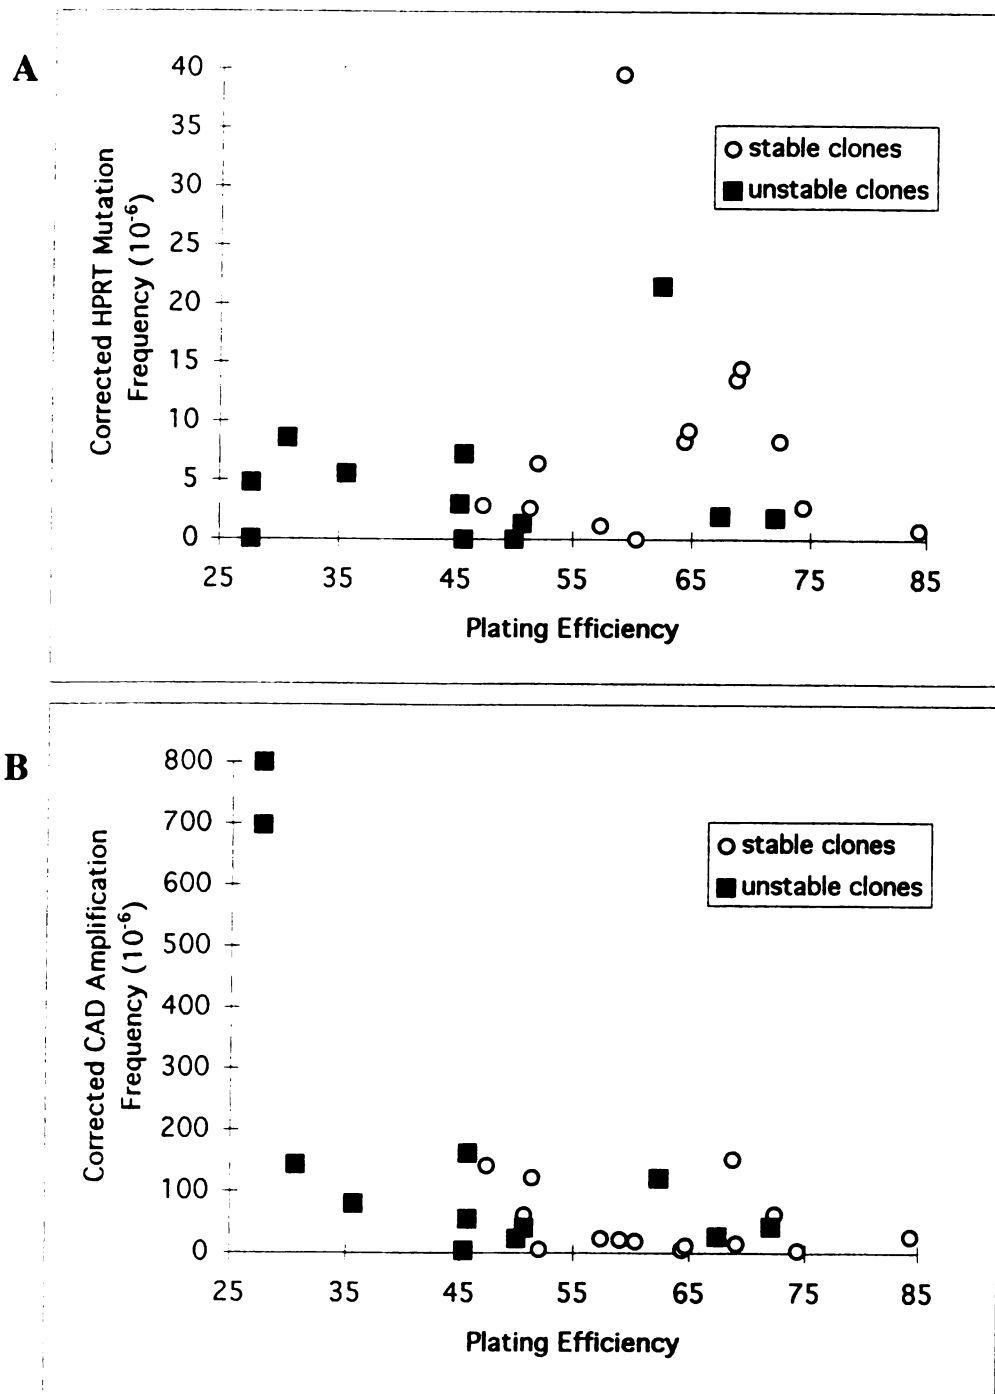 A
40
35
30
25
20
15
10
5
0
Corrected HPRT Mutation
Frequency (10⁻⁶)
stable clones
unstable clones
25 35 45 55 65 75 85
Plating Efficiency
B
800
700
600
500
400
300
200
100
0
Corrected CAD Amplification
Frequency (10⁻⁶)
stable clones
unstable clones
25 35 45 55 65 75 85
Plating Efficiency